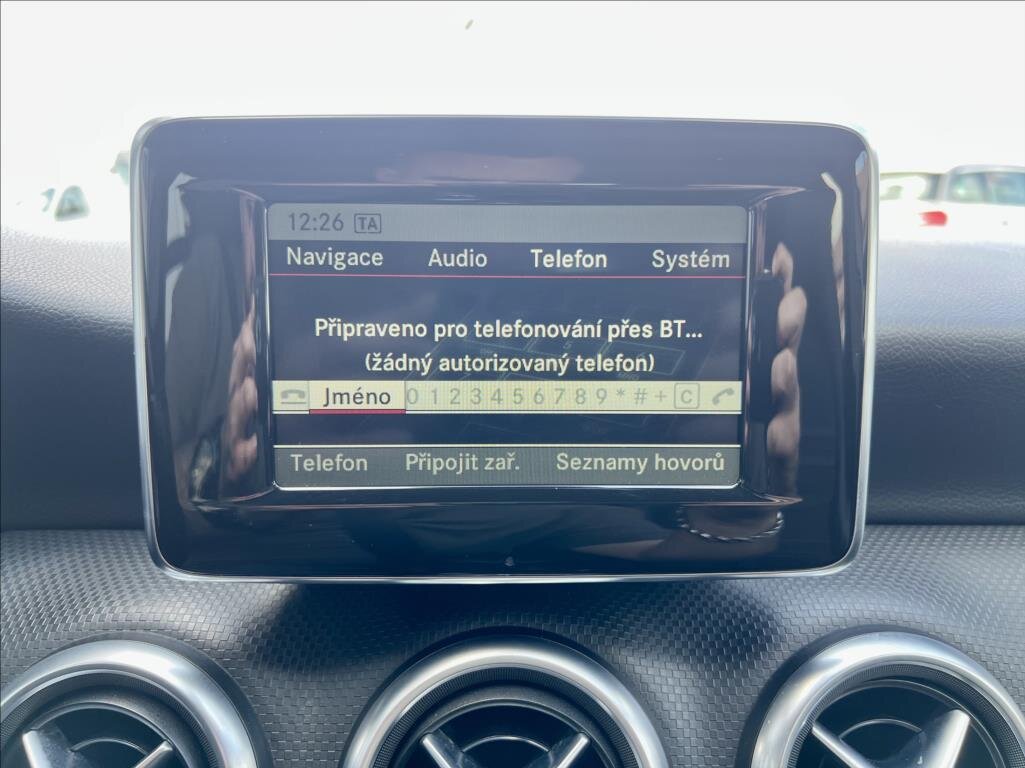 12:26 TA
Navigace Audio Telefon Systém
Připraveno pro telefonování přes BT...
(žádný autorizovaný telefon)
Jméno 0 1 2 3 4 5 6 7 8 9 * # + C
Telefon Připojit zař. Seznamy hovorů